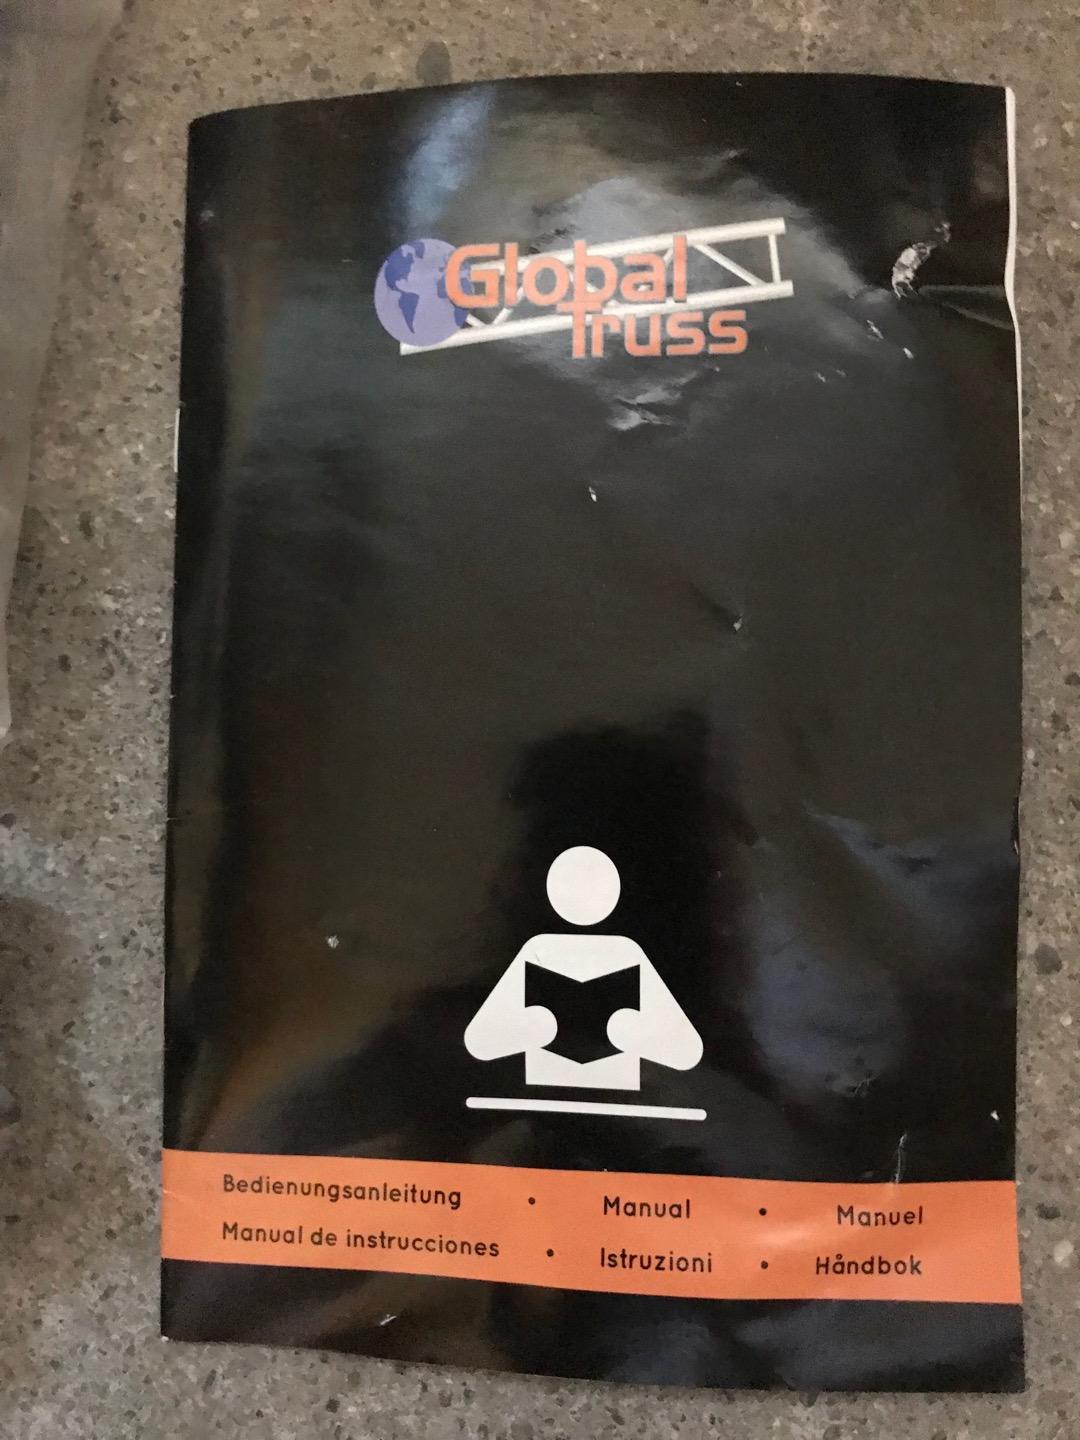 Global
Truss
Bedienungsanleitung • Manual • Manuel
Manual de instrucciones • Istruzioni • Håndbok